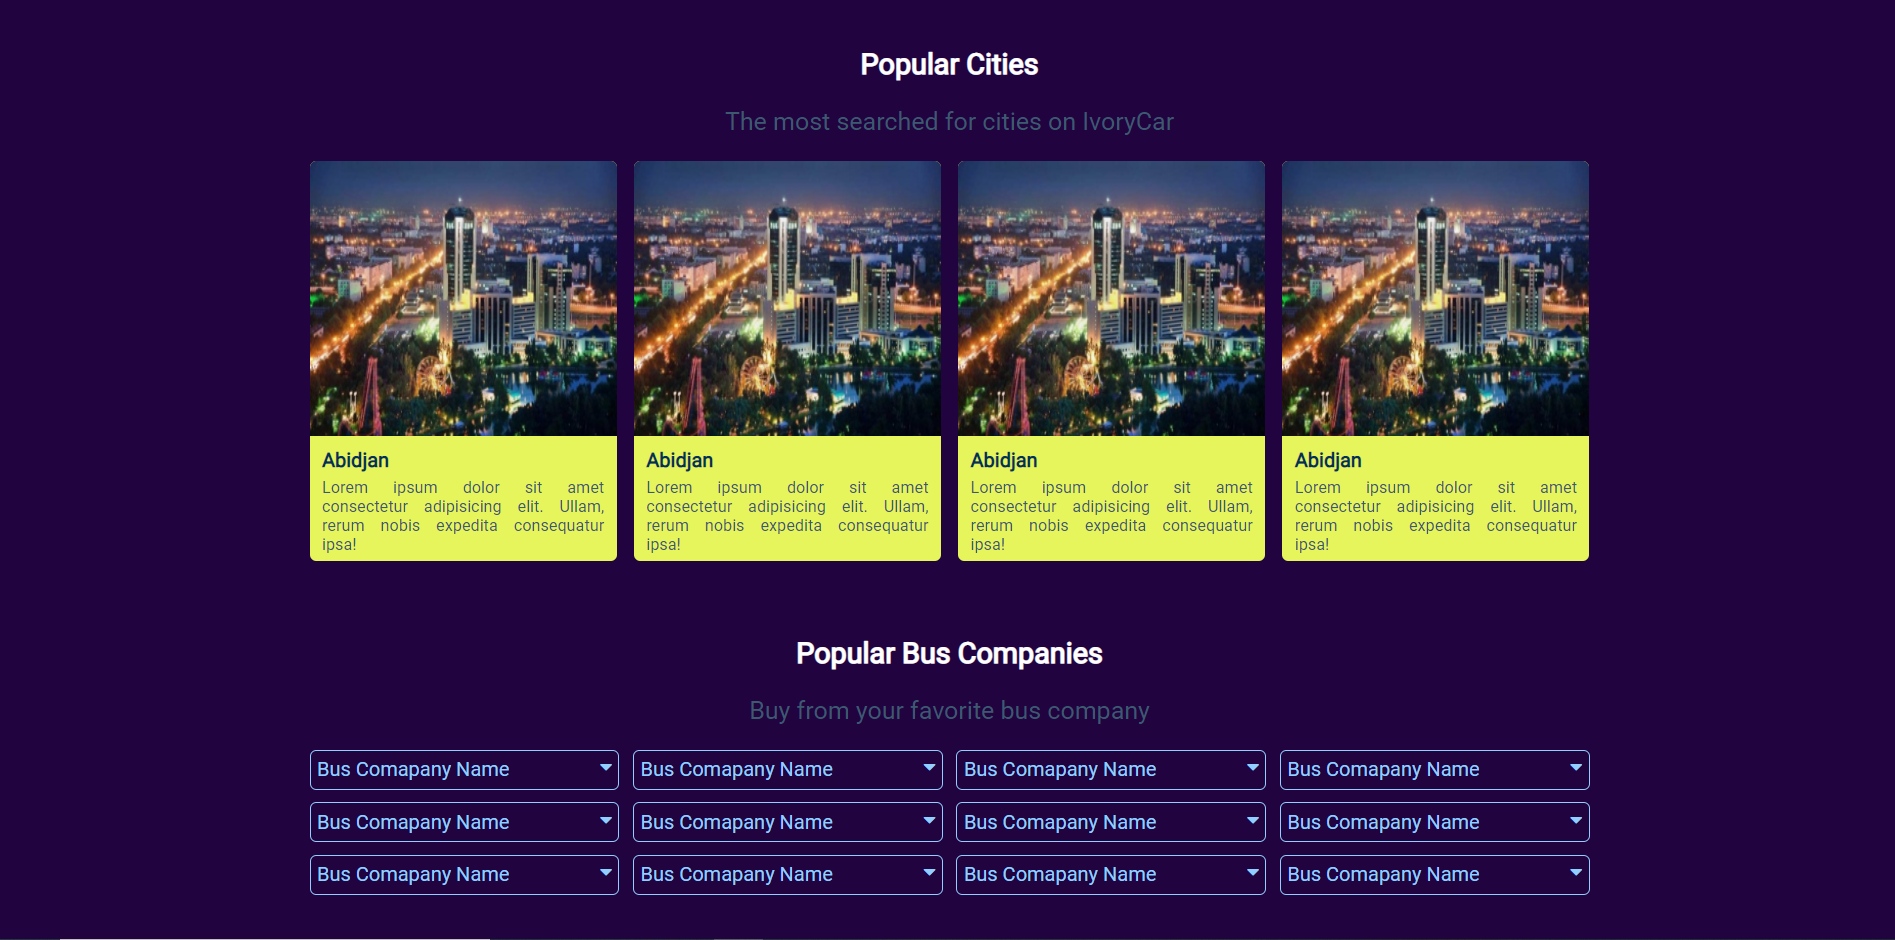 Popular Cities
The most searched for cities on IvoryCar
Abidjan
Lorem ipsum dolor sit amet
consectetur adipisicing elit. Ullam,
rerum nobis expedita consequatur
ipsa!
Abidjan
Lorem ipsum dolor sit amet
consectetur adipisicing elit. Ullam,
rerum nobis expedita consequatur
ipsa!
Abidjan
Lorem ipsum dolor sit amet
consectetur adipisicing elit. Ullam,
rerum nobis expedita consequatur
ipsa!
Abidjan
Lorem ipsum dolor sit amet
consectetur adipisicing elit. Ullam,
rerum nobis expedita consequatur
ipsa!
Popular Bus Companies
Buy from your favorite bus company
Bus Comapany Name
Bus Comapany Name
Bus Comapany Name
Bus Comapany Name
Bus Comapany Name
Bus Comapany Name
Bus Comapany Name
Bus Comapany Name
Bus Comapany Name
Bus Comapany Name
Bus Comapany Name
Bus Comapany Name